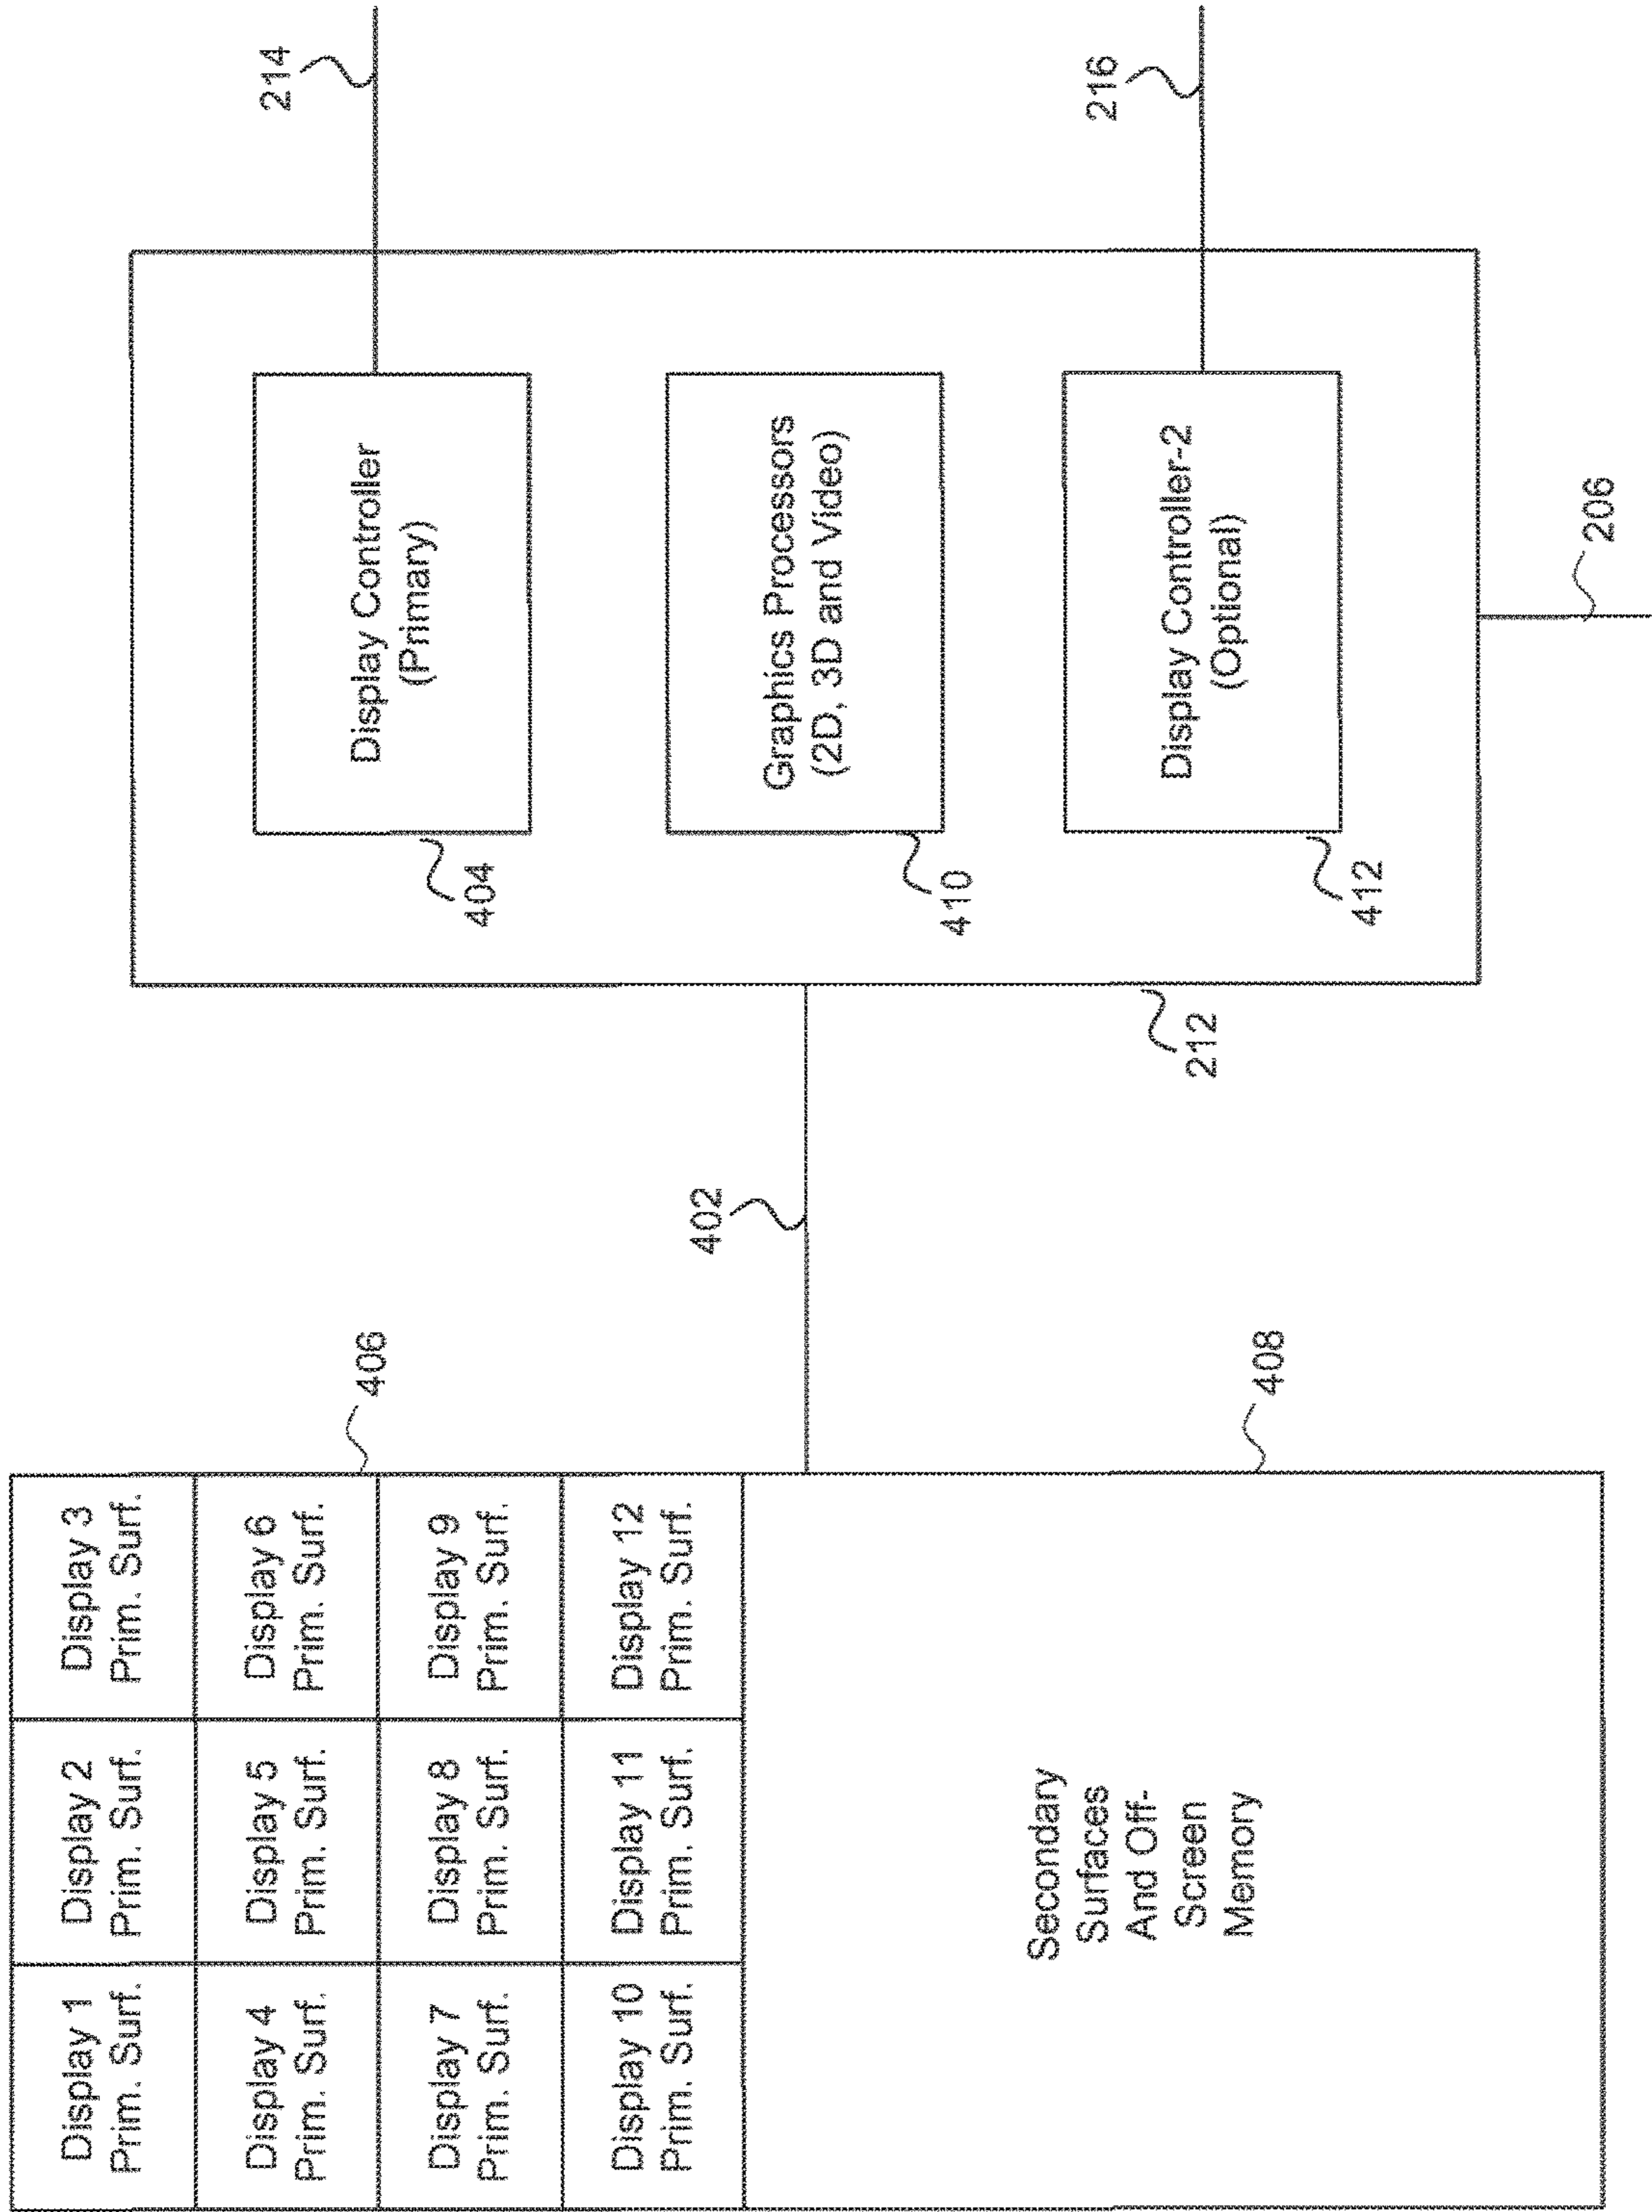 Display 1
Prim. Surf.
Display 2
Prim. Surf.
Display 3
Prim. Surf.
Display 4
Prim. Surf.
Display 5
Prim. Surf.
Display 6
Prim. Surf.
Display 7
Prim. Surf.
Display 8
Prim. Surf.
Display 9
Prim. Surf.
Display 10
Prim. Surf.
Display 11
Prim. Surf.
Display 12
Prim. Surf.
Secondary
Surfaces
And Off-
Screen
Memory
406
408
402
212
Display Controller
(Primary)
404
Graphics Processors
(2D, 3D and Video)
410
Display Controller-2
(Optional)
412
214
216
206